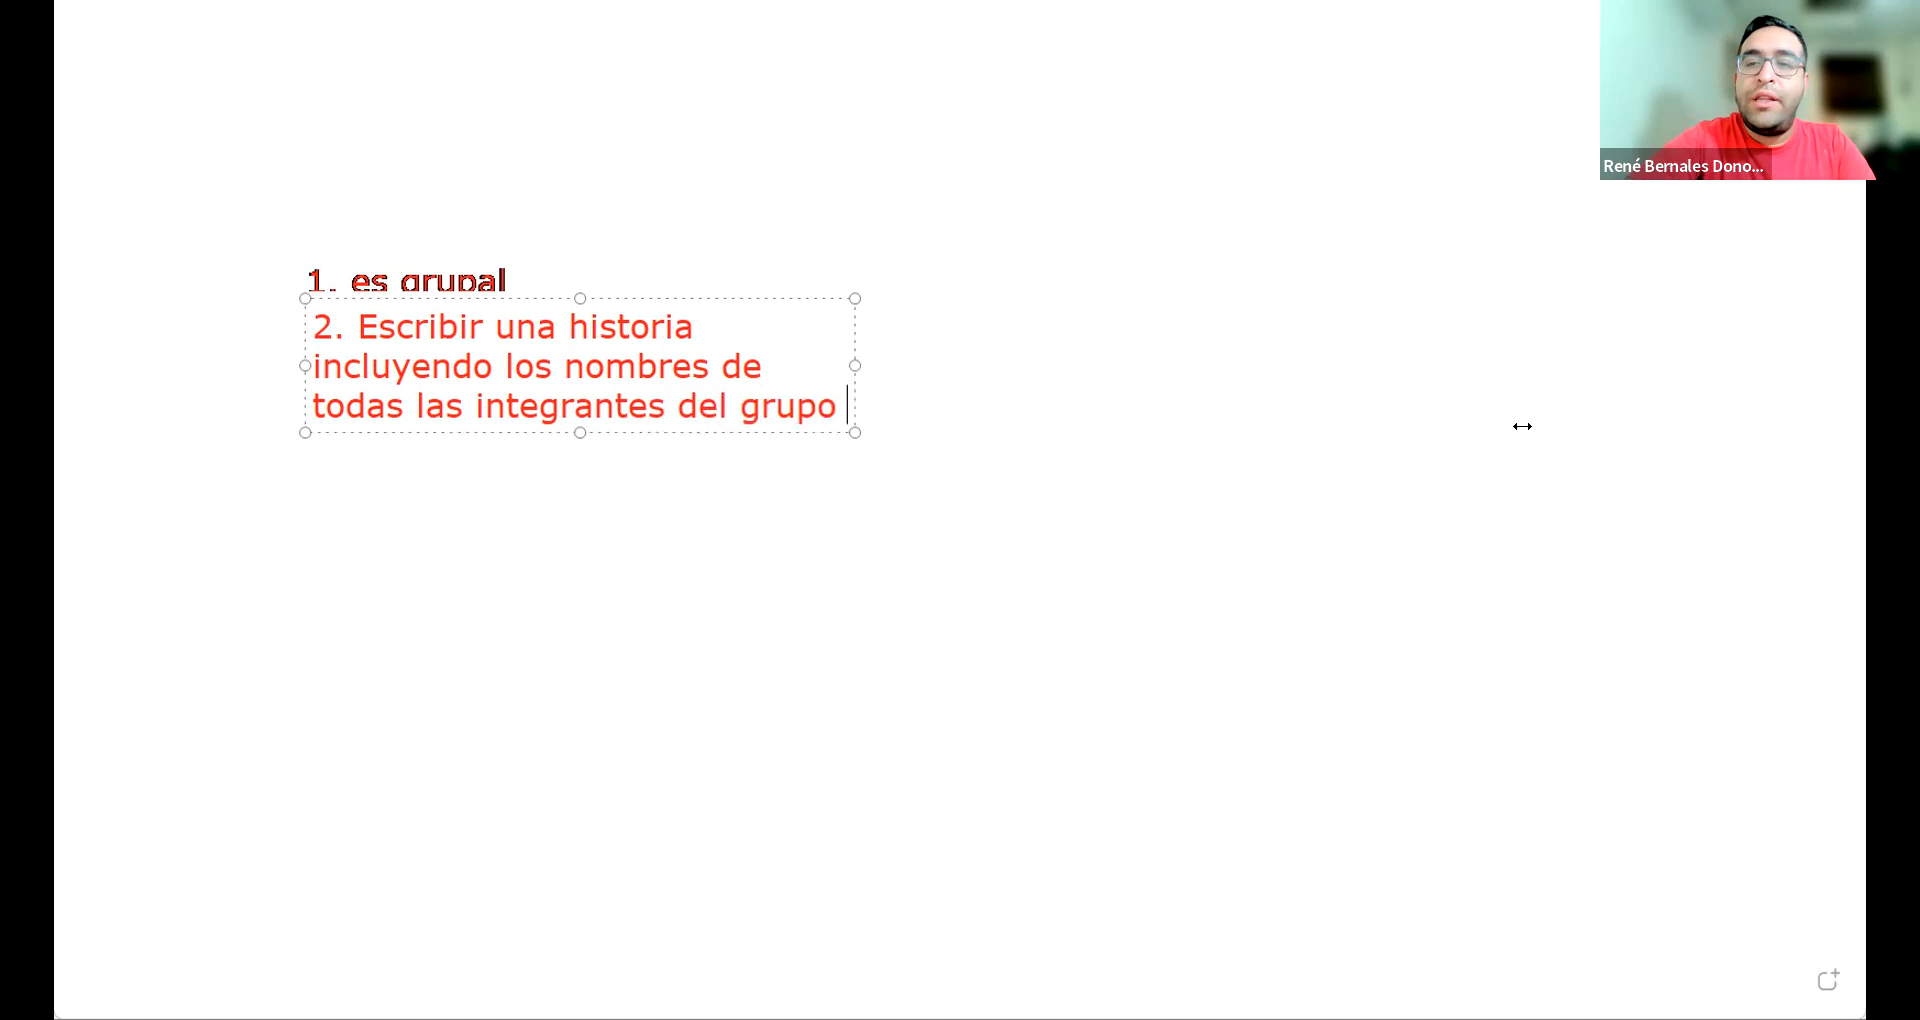 René Bernales Dono...
1. es grupal
2. Escribir una historia
incluyendo los nombres de
todas las integrantes del grupo